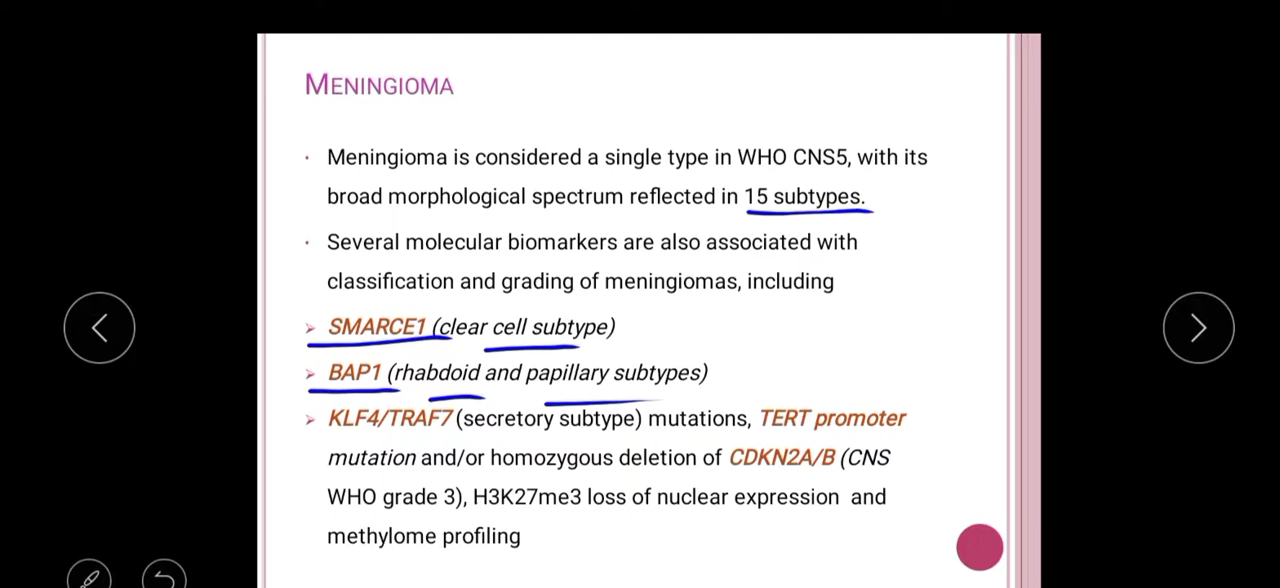 MENINGIOMA
· Meningioma is considered a single type in WHO CNS5, with its
broad morphological spectrum reflected in 15 subtypes.
· Several molecular biomarkers are also associated with
classification and grading of meningiomas, including
➢ SMARCE1 (clear cell subtype)
➢ BAP1 (rhabdoid and papillary subtypes)
➢ KLF4/TRAF7 (secretory subtype) mutations, TERT promoter
mutation and/or homozygous deletion of CDKN2A/B (CNS
WHO grade 3), H3K27me3 loss of nuclear expression and
methylome profiling